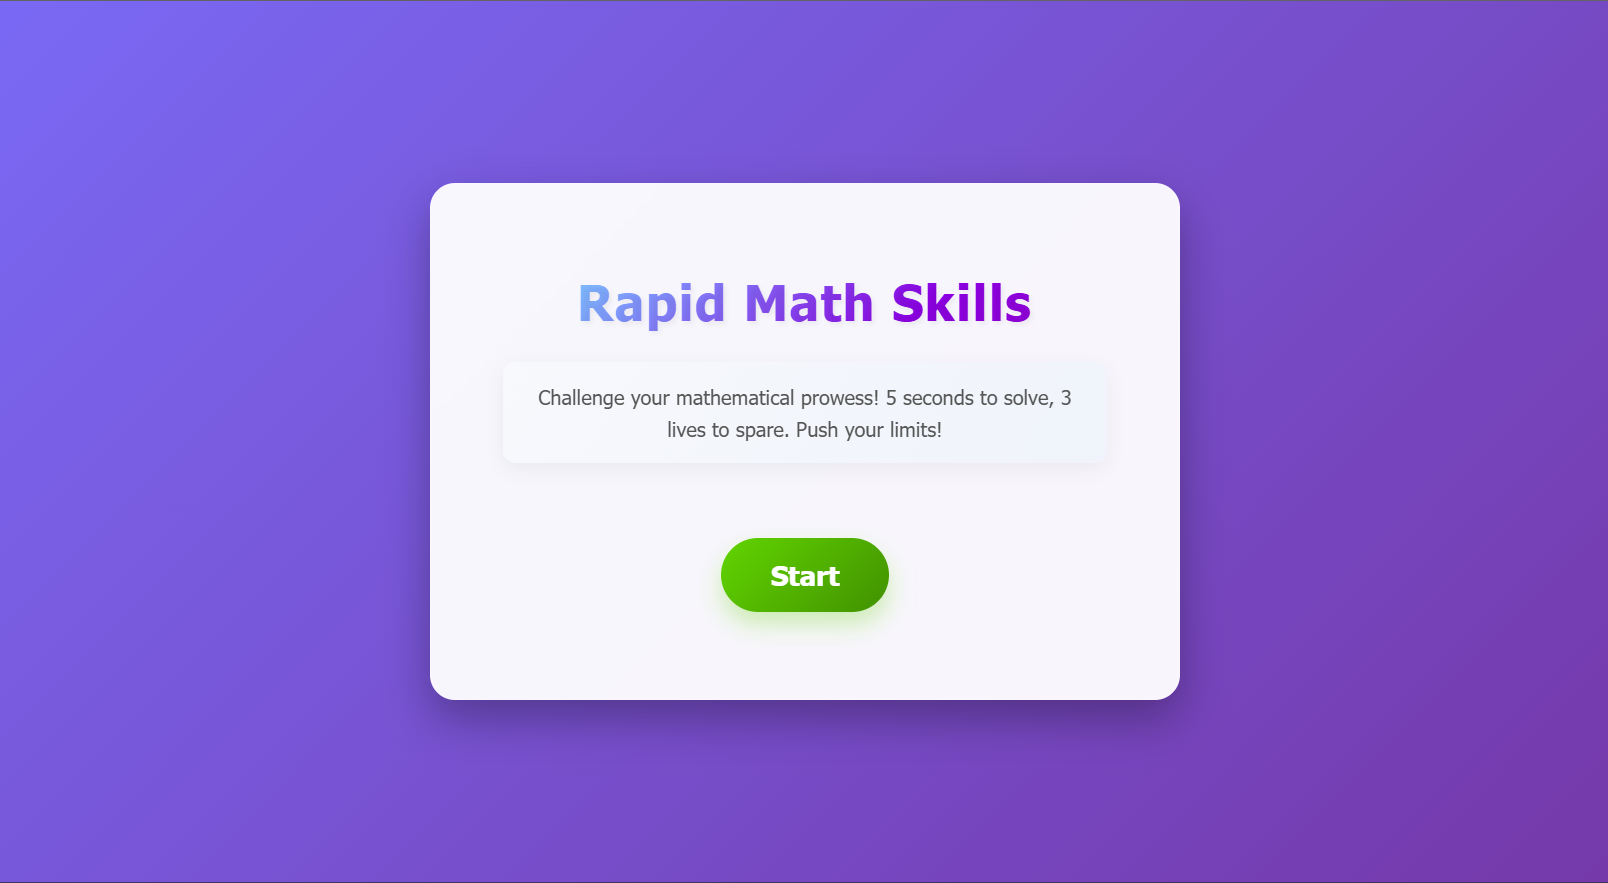 Rapid Math Skills
Challenge your mathematical prowess! 5 seconds to solve, 3
lives to spare. Push your limits!
Start